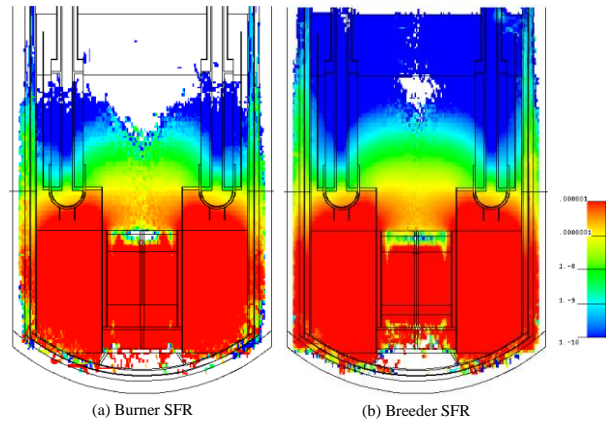 .000001
.0000001
1.-8
1.-9
1.-10
(a) Burner SFR
(b) Breeder SFR